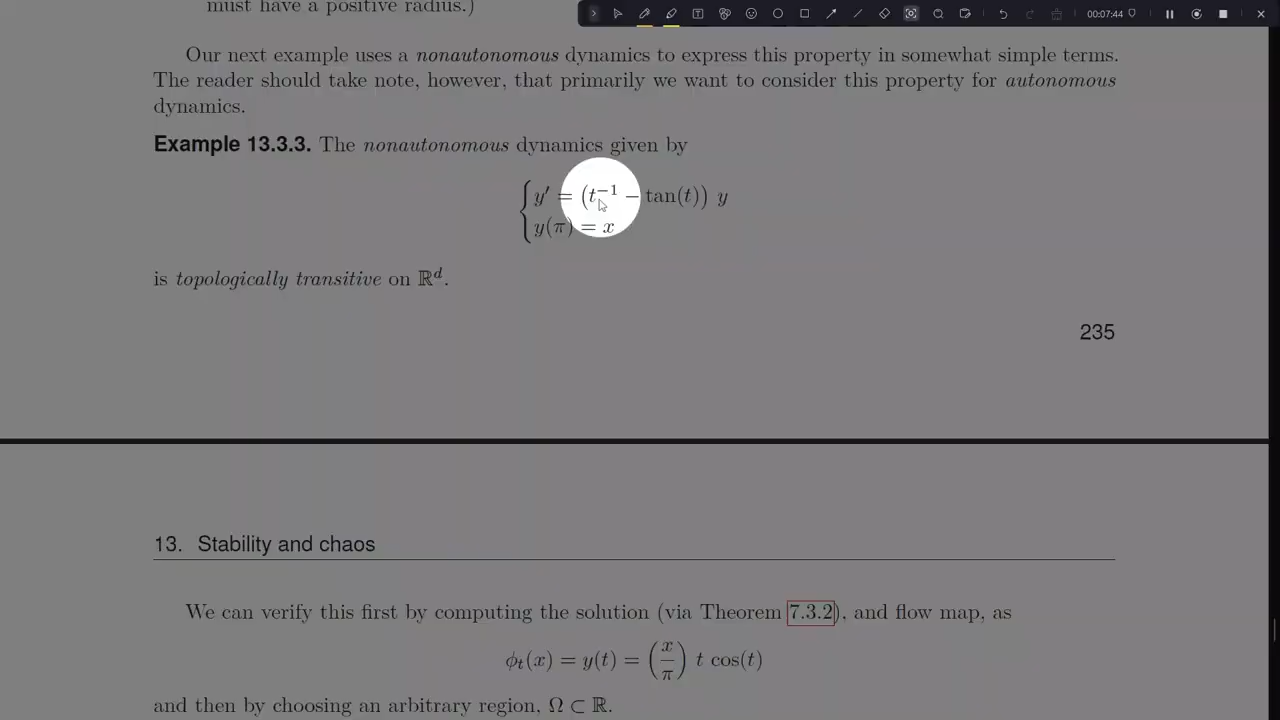 must have a positive radius.)
00:07:44
Our next example uses a nonautonomous dynamics to express this property in somewhat simple terms.
The reader should take note, however, that primarily we want to consider this property for autonomous
dynamics.
Example 13.3.3. The nonautonomous dynamics given by
y′ = (t⁻¹ − tan(t)) y
y(π) = x
is topologically transitive on ℝᵈ.
235
13. Stability and chaos
We can verify this first by computing the solution (via Theorem 7.3.2), and flow map, as
ϕₜ(x) = y(t) = (x/π) t cos(t)
and then by choosing an arbitrary region, Ω ⊂ ℝ.